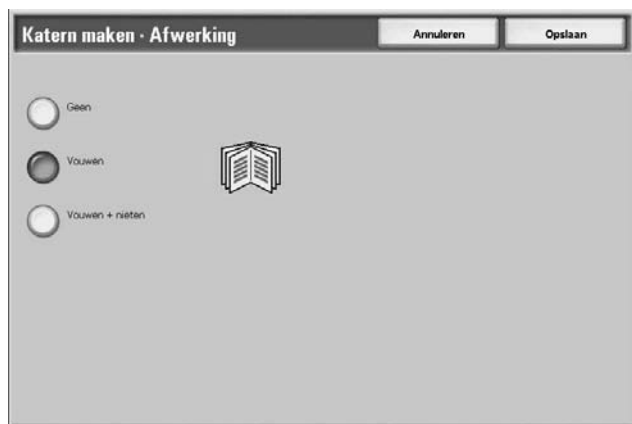 Katern maken · Afwerking
Annuleren
Opslaan
Geen
Vouwen
Vouwen + nieten